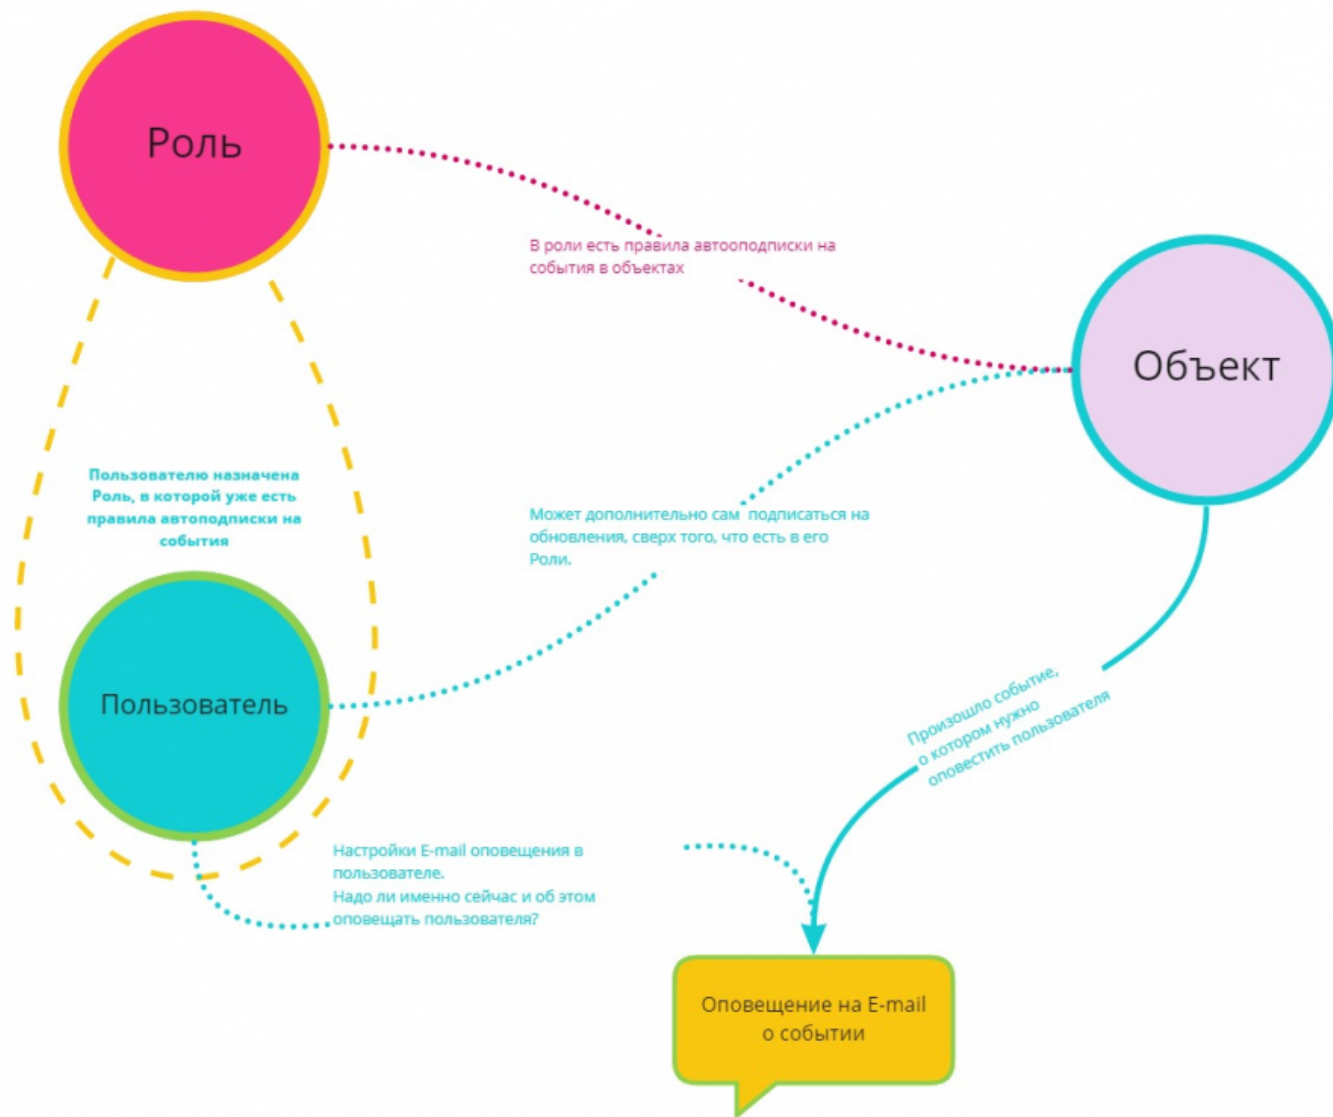 Роль
В роли есть правила автооподписки на
события в объектах
Объект
Пользователю назначена
Роль, в которой уже есть
правила автоподписки на
события
Может дополнительно сам подписаться на
обновления, сверх того, что есть в его
Роли.
Пользователь
Произошло событие,
о котором нужно
оповестить пользователя
Настройки E-mail оповещения в
пользователе.
Надо ли именно сейчас и об этом
оповещать пользователя?
Оповещение на E-mail
о событии